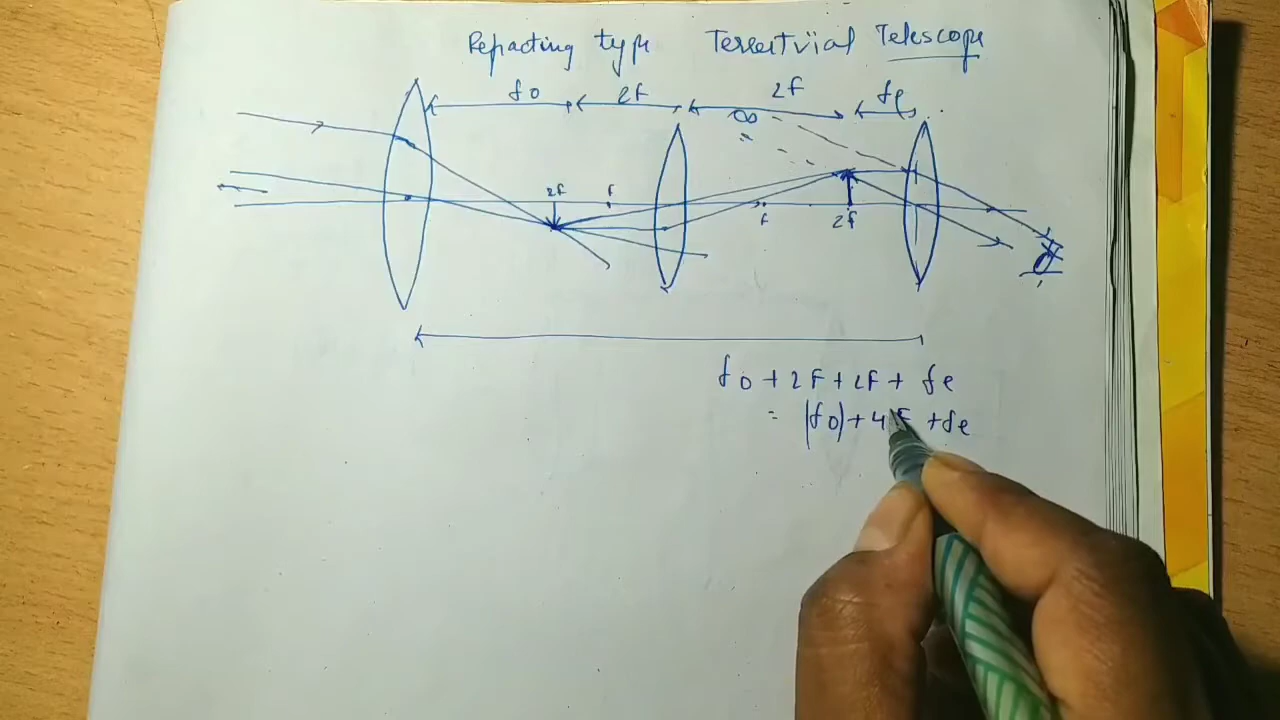 Refracting type Terrestrial Telescope
fo 2F 2F fe
∞
2F F F 2F
fo + 2F + 2F + fe
= |fo| + 4F + fe